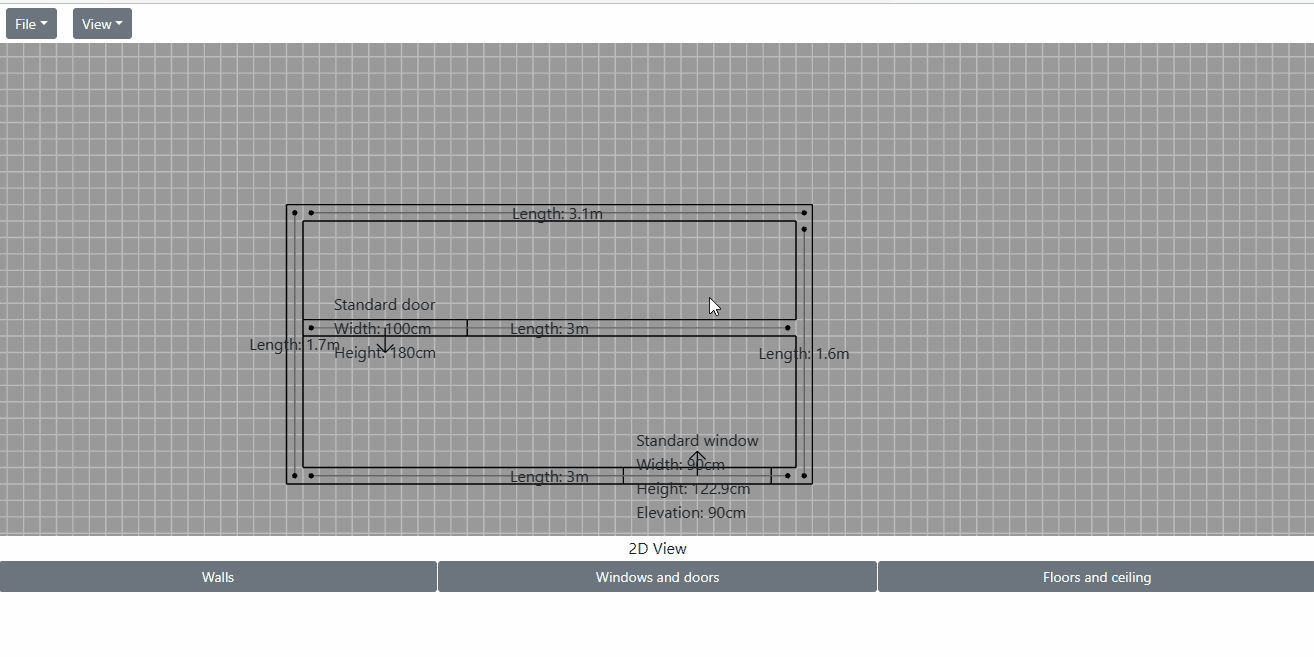 File
View
Length: 3.1m
Standard door
Width: 100cm
Length: 3m
Length: 1.7m
Height: 180cm
Length: 1.6m
Standard window
Width: 90cm
Length: 3m
Height: 122.9cm
Elevation: 90cm
2D View
Walls
Windows and doors
Floors and ceiling